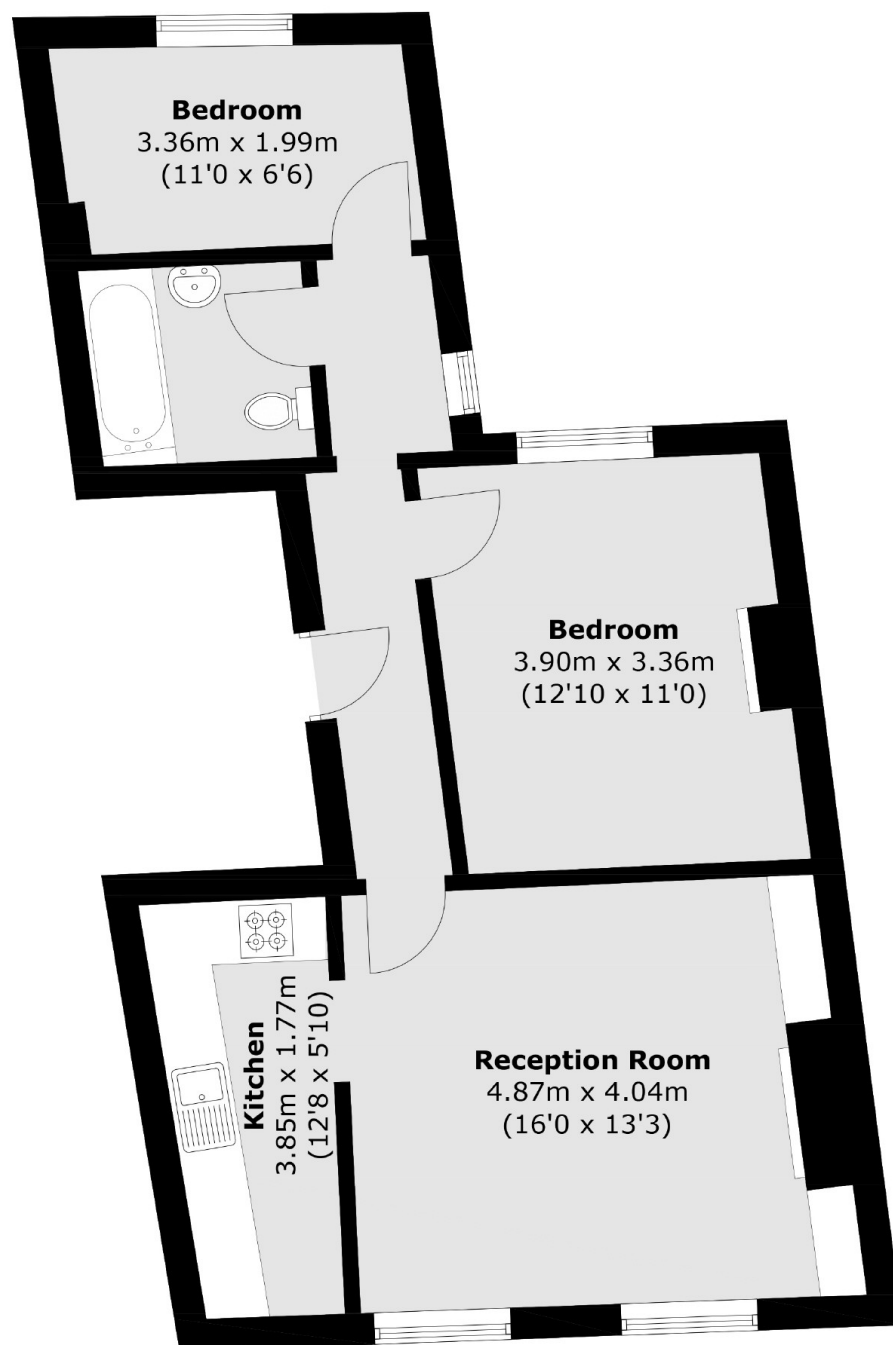 Bedroom
3.36m x 1.99m
(11'0 x 6'6)
Bedroom
3.90m x 3.36m
(12'10 x 11'0)
Kitchen
3.85m x 1.77m
(12'8 x 5'10)
Reception Room
4.87m x 4.04m
(16'0 x 13'3)